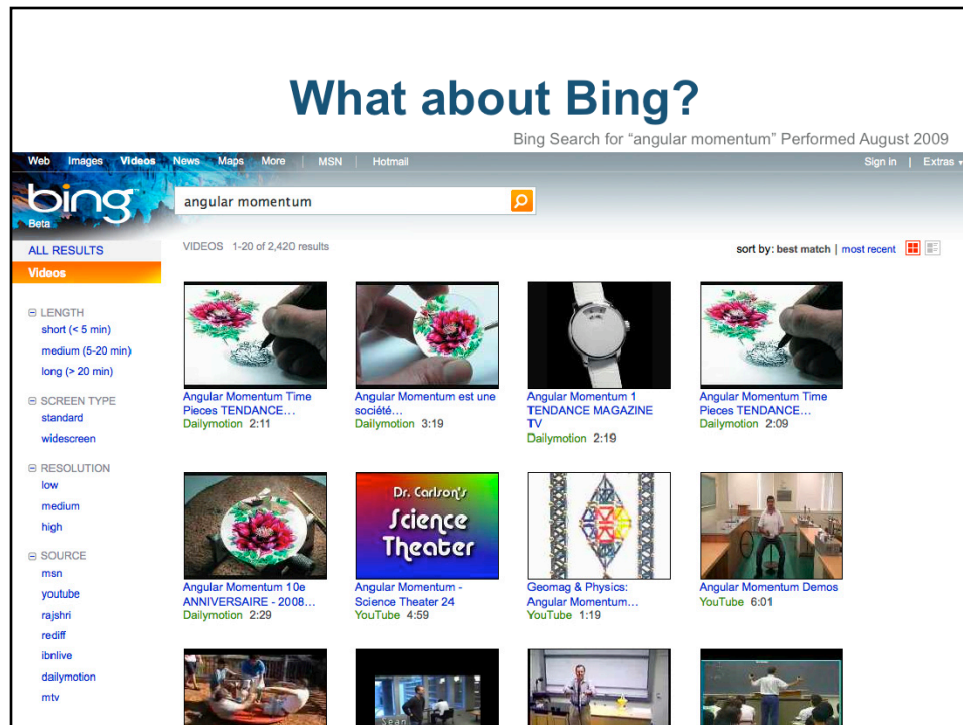 What about Bing?
Bing Search for "angular momentum" Performed August 2009
Web Images Videos News Maps More | MSN | Hotmail
Sign in | Extras
bing
Beta
angular momentum
ALL RESULTS
Videos
VIDEOS 1-20 of 2,420 results
sort by: best match | most recent
LENGTH
short (< 5 min)
medium (5-20 min)
long (> 20 min)
SCREEN TYPE
standard
widescreen
RESOLUTION
low
medium
high
SOURCE
msn
youtube
rajshri
rediff
ibnlive
dailymotion
mtv
Angular Momentum Time
Pieces TENDANCE...
Dailymotion 2:11
Angular Momentum est une
société...
Dailymotion 3:19
Angular Momentum 1
TENDANCE MAGAZINE
TV
Dailymotion 2:19
Angular Momentum Time
Pieces TENDANCE...
Dailymotion 2:09
Angular Momentum 10e
ANNIVERSAIRE - 2008...
Dailymotion 2:29
Dr. Carlson's
Science
Theater
Angular Momentum -
Science Theater 24
YouTube 4:59
Geomag & Physics:
Angular Momentum...
YouTube 1:19
Angular Momentum Demos
YouTube 6:01
Sean